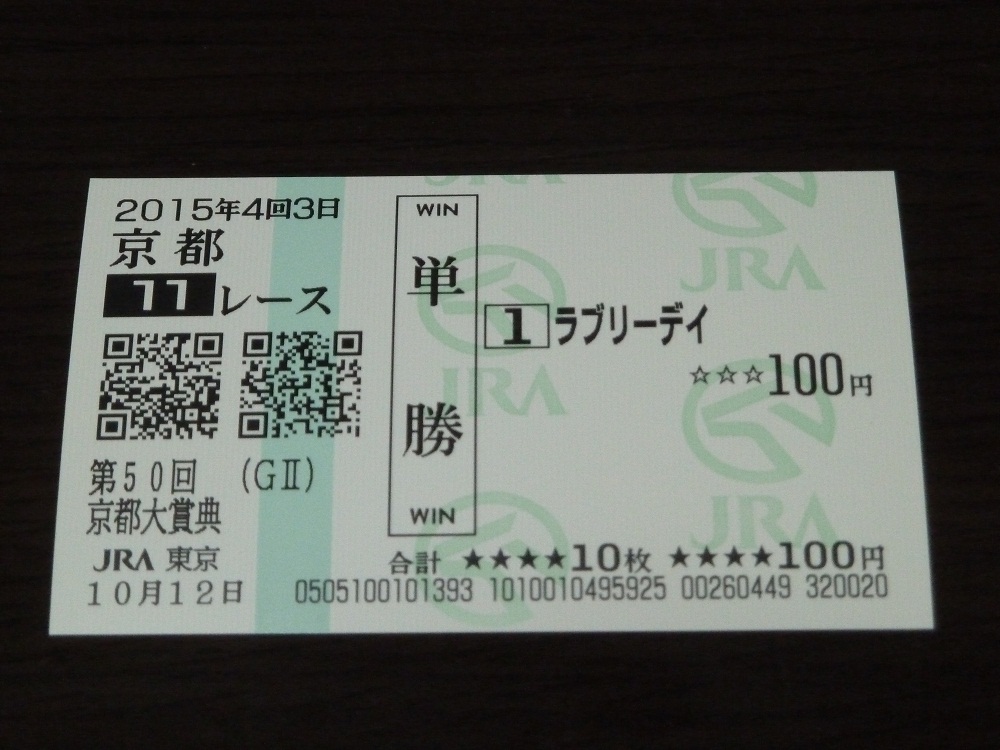 2015年4回3日
京都
11レース
第50回 (GⅡ)
京都大賞典
JRA 東京
10月12日
WIN
単勝
WIN
1 ラブリーデイ
☆☆☆100円
合計 ★★★★10枚 ★★★★100円
0505100101393 1010010495925 00260449 320020
JRA
JRA
JRA
JRA